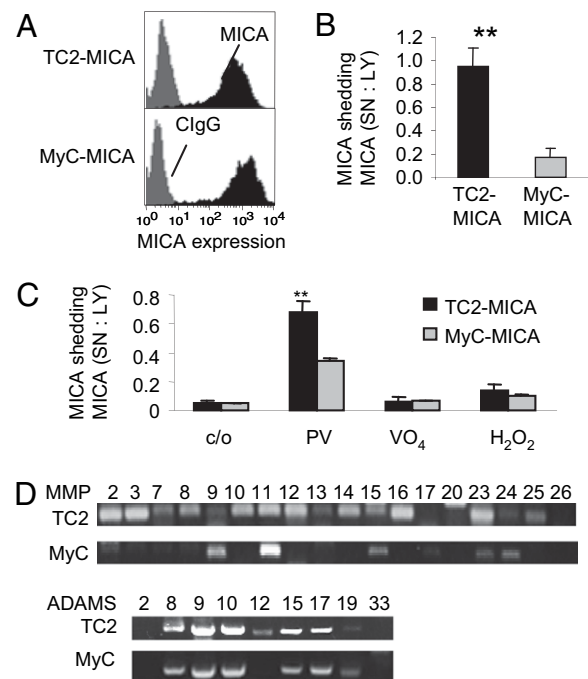 A
TC2-MICA
MICA
MyC-MICA
CIgG
10⁰ 10¹ 10² 10³ 10⁴
MICA expression
B
MICA shedding
MICA (SN : LY)
1.2
1.0
0.8
0.6
0.4
0.2
0.0
**
TC2-
MICA
MyC-
MICA
C
MICA shedding
MICA (SN : LY)
0.8
0.6
0.4
0.2
0
**
TC2-MICA
MyC-MICA
c/o PV VO₄ H₂O₂
D
MMP 2 3 7 8 9 10 11 12 13 14 15 16 17 20 23 24 25 26
TC2
MyC
ADAMS 2 8 9 10 12 15 17 19 33
TC2
MyC